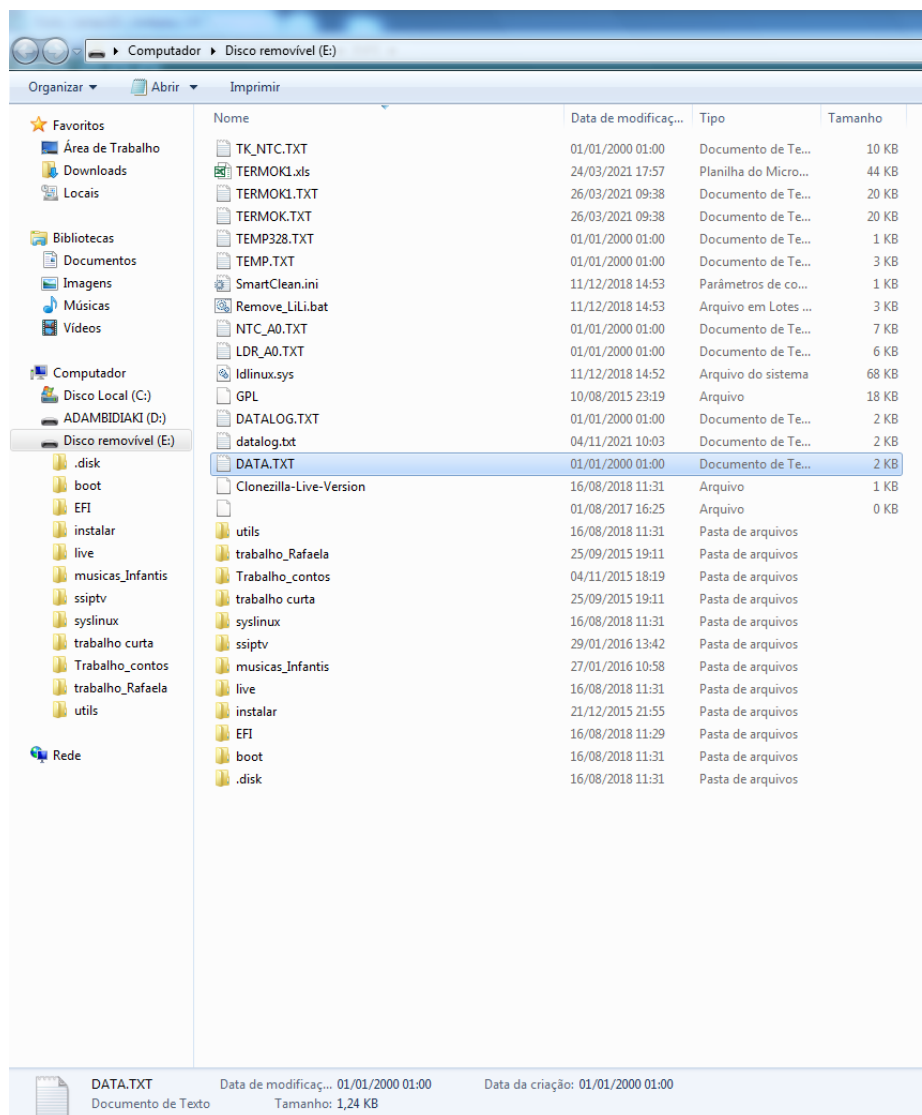 Computador ▸ Disco removível (E:)
Organizar Abrir Imprimir
Favoritos
Área de Trabalho
Downloads
Locais
Bibliotecas
Documentos
Imagens
Músicas
Vídeos
Computador
Disco Local (C:)
ADAMBIDIAKI (D:)
Disco removível (E:)
.disk
boot
EFI
instalar
live
musicas_Infantis
ssiptv
syslinux
trabalho curta
Trabalho_contos
trabalho_Rafaela
utils
Rede
Nome Data de modificaç... Tipo Tamanho
TK_NTC.TXT 01/01/2000 01:00 Documento de Te... 10 KB
TERMOK1.xls 24/03/2021 17:57 Planilha do Micro... 44 KB
TERMOK1.TXT 26/03/2021 09:38 Documento de Te... 20 KB
TERMOK.TXT 26/03/2021 09:38 Documento de Te... 20 KB
TEMP328.TXT 01/01/2000 01:00 Documento de Te... 1 KB
TEMP.TXT 01/01/2000 01:00 Documento de Te... 3 KB
SmartClean.ini 11/12/2018 14:53 Parâmetros de co... 1 KB
Remove_LiLi.bat 11/12/2018 14:53 Arquivo em Lotes ... 3 KB
NTC_A0.TXT 01/01/2000 01:00 Documento de Te... 7 KB
LDR_A0.TXT 01/01/2000 01:00 Documento de Te... 6 KB
ldlinux.sys 11/12/2018 14:52 Arquivo do sistema 68 KB
GPL 10/08/2015 23:19 Arquivo 18 KB
DATALOG.TXT 01/01/2000 01:00 Documento de Te... 2 KB
datalog.txt 04/11/2021 10:03 Documento de Te... 2 KB
DATA.TXT 01/01/2000 01:00 Documento de Te... 2 KB
Clonezilla-Live-Version 16/08/2018 11:31 Arquivo 1 KB
01/08/2017 16:25 Arquivo 0 KB
utils 16/08/2018 11:31 Pasta de arquivos
trabalho_Rafaela 25/09/2015 19:11 Pasta de arquivos
Trabalho_contos 04/11/2015 18:19 Pasta de arquivos
trabalho curta 25/09/2015 19:11 Pasta de arquivos
syslinux 16/08/2018 11:31 Pasta de arquivos
ssiptv 29/01/2016 13:42 Pasta de arquivos
musicas_Infantis 27/01/2016 10:58 Pasta de arquivos
live 16/08/2018 11:31 Pasta de arquivos
instalar 21/12/2015 21:55 Pasta de arquivos
EFI 16/08/2018 11:29 Pasta de arquivos
boot 16/08/2018 11:31 Pasta de arquivos
.disk 16/08/2018 11:31 Pasta de arquivos
DATA.TXT Data de modificaç... 01/01/2000 01:00 Data da criação: 01/01/2000 01:00
Documento de Texto Tamanho: 1,24 KB